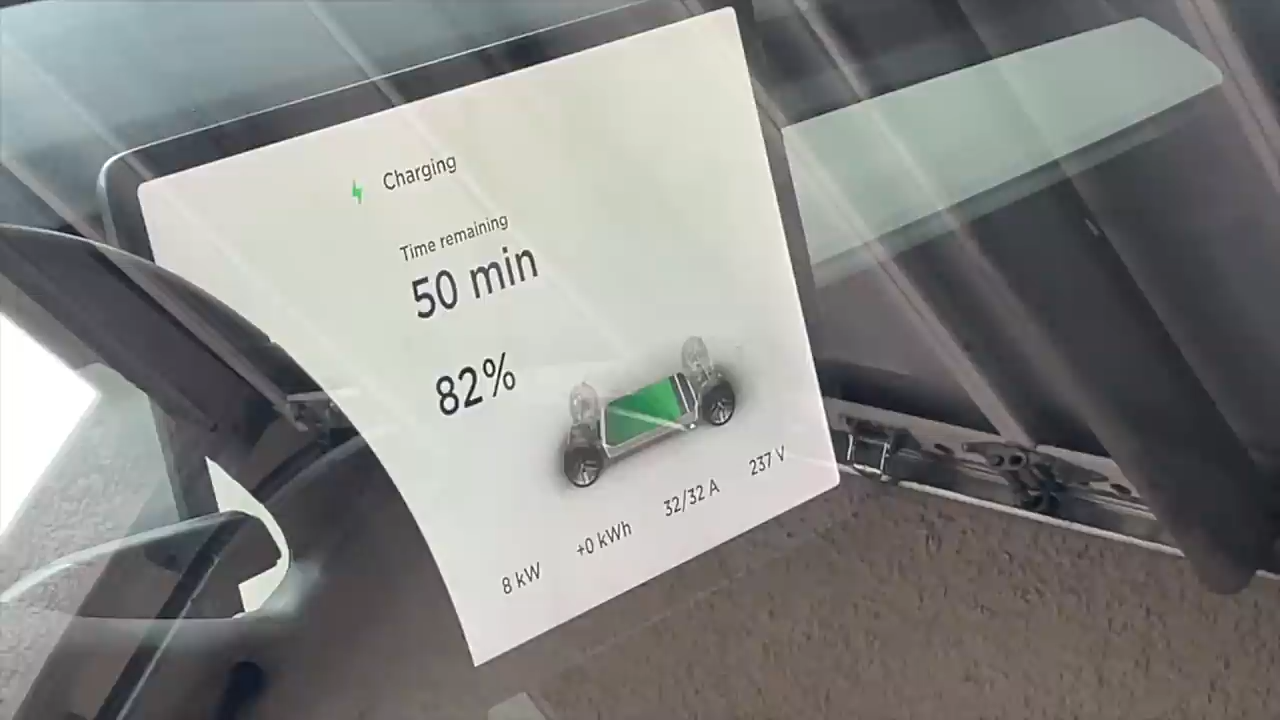 Charging
Time remaining
50 min
82%
8 kW
+0 kWh
32/32 A
237 V